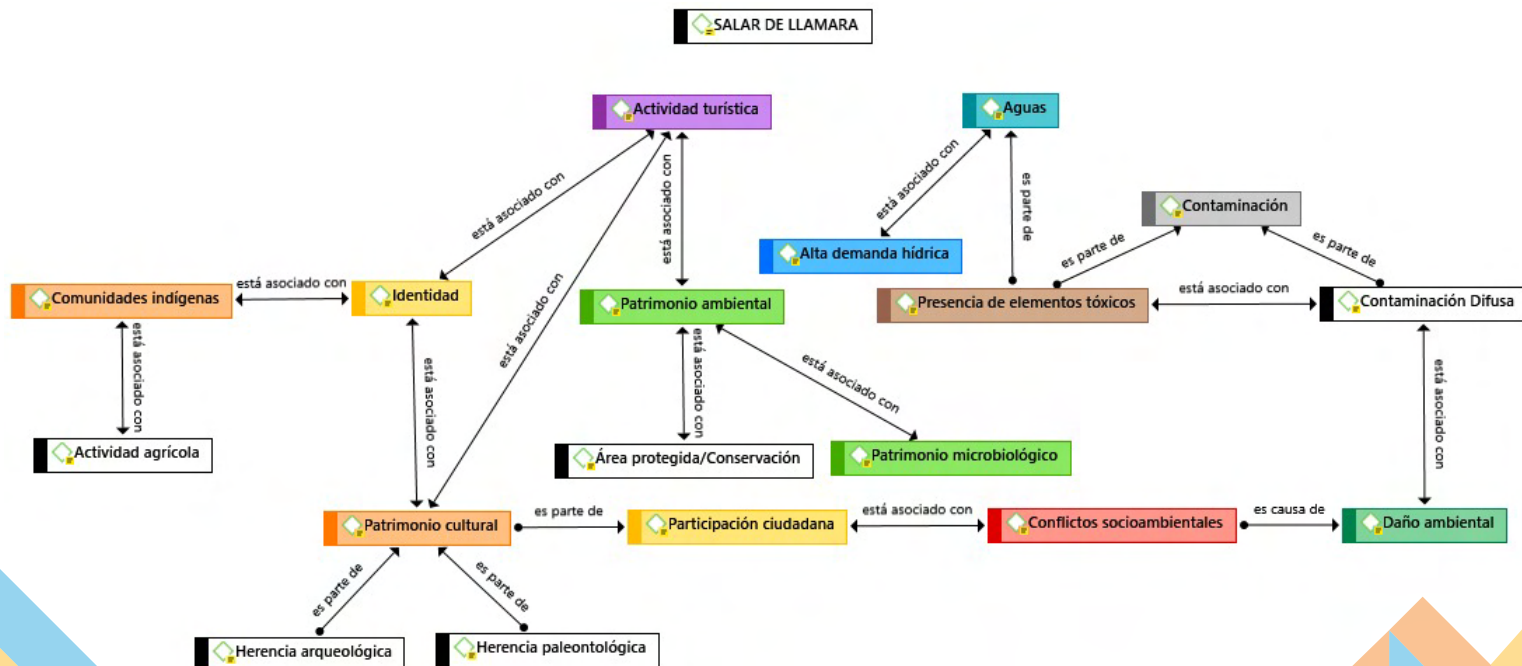 SALAR DE LLAMARA
Actividad turística
Aguas
está asociado con
está asociado con
está asociado con
es parte de
Contaminación
está asociado con
Alta demanda hídrica
es parte de
es parte de
Comunidades indígenas
está asociado con
Identidad
Patrimonio ambiental
Presencia de elementos tóxicos
está asociado con
Contaminación Difusa
está asociado con
está asociado con
está asociado con
está asociado con
está asociado con
Actividad agrícola
Área protegida/Conservación
Patrimonio microbiológico
Patrimonio cultural
es parte de
Participación ciudadana
está asociado con
Conflictos socioambientales
es causa de
Daño ambiental
es parte de
es parte de
Herencia arqueológica
Herencia paleontológica